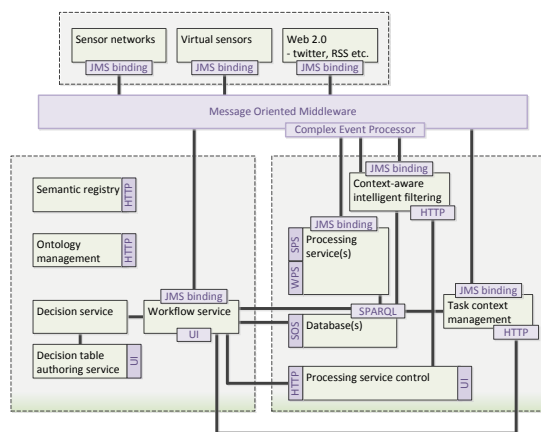 Sensor networks
Virtual sensors
Web 2.0
- twitter, RSS etc.
JMS binding
JMS binding
JMS binding
Message Oriented Middleware
Complex Event Processor
JMS binding
Context-aware
intelligent filtering
HTTP
Semantic registry
HTTP
JMS binding
SPS
Processing
service(s)
WPS
Ontology
management
HTTP
JMS binding
Decision service
Workflow service
UI
SPARQL
SOS
Database(s)
JMS binding
Task context
management
HTTP
Decision table
authoring service
UI
HTTP
Processing service control
UI